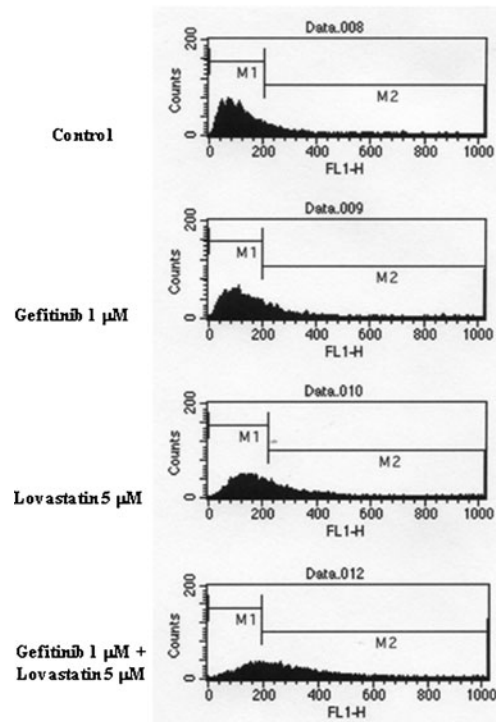 Data.008
200
M1
M2
Counts
Control
0
0 200 400 600 800 1000
FL1-H
Data.009
200
M1
M2
Counts
Gefitinib 1 µM
0
0 200 400 600 800 1000
FL1-H
Data.010
200
M1
M2
Counts
Lovastatin 5 µM
0
0 200 400 600 800 1000
FL1-H
Data.012
200
M1
M2
Counts
Gefitinib 1 µM +
Lovastatin 5 µM
0
0 200 400 600 800 1000
FL1-H